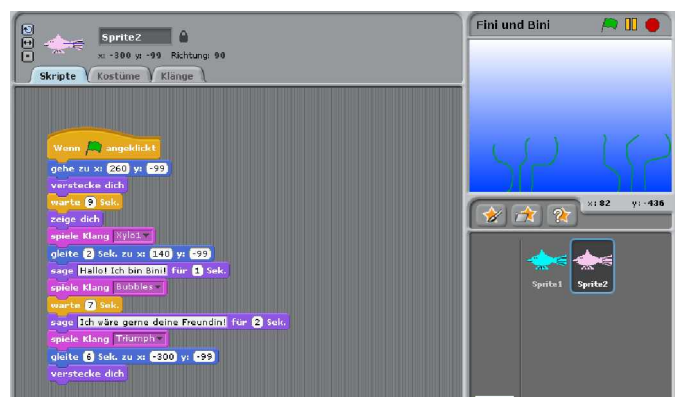 Sprite2
x: -300 y: -99 Richtung: 90
Skripte Kostüme Klänge
Wenn angeklickt
gehe zu x: 260 y: -99
verstecke dich
warte 9 Sek.
zeige dich
spiele Klang Xylo1
gleite 2 Sek. zu x: 140 y: -99
sage Hallo! Ich bin Bini! für 1 Sek.
spiele Klang Bubbles
warte 7 Sek.
sage Ich wäre gerne deine Freundin! für 2 Sek.
spiele Klang Triumph
gleite 6 Sek. zu x: -300 y: -99
verstecke dich
Fini und Bini
x: 82 y: -436
Sprite1 Sprite2